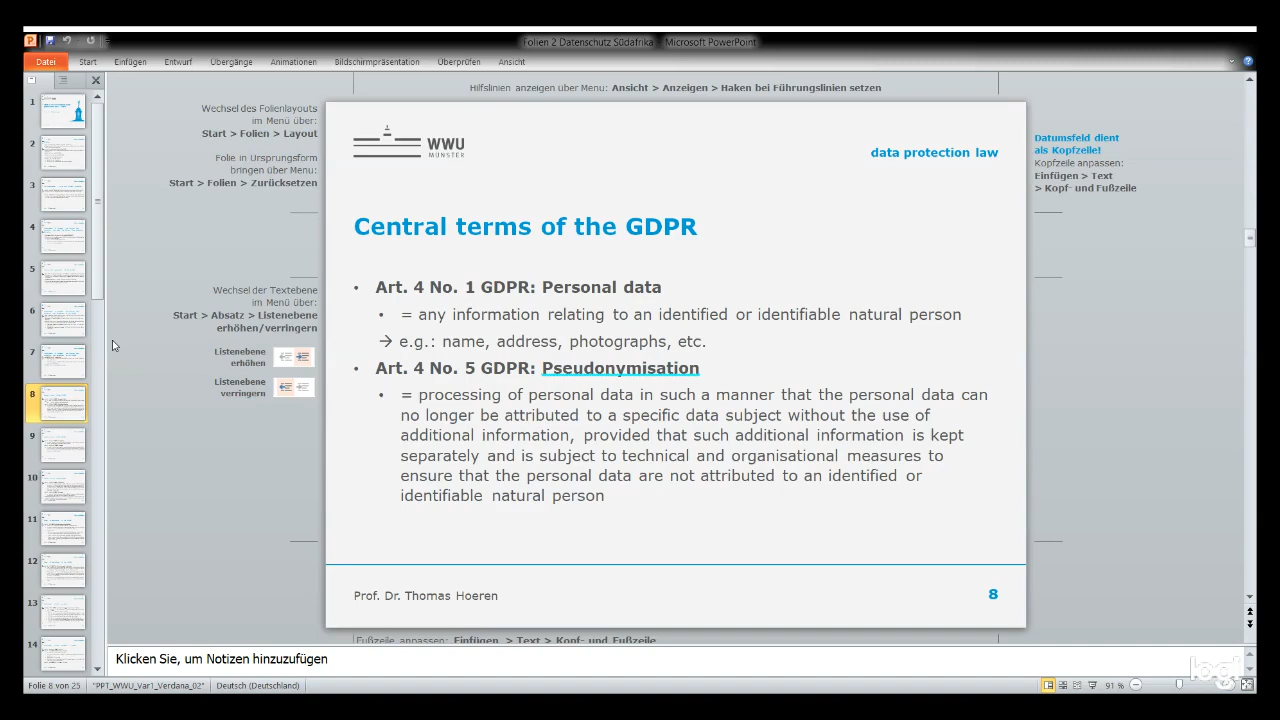 Folien 2 Datenschutz Südafrika - Microsoft PowerPoint
Datei Start Einfügen Entwurf Übergänge Animationen Bildschirmpräsentation Überprüfen Ansicht
Hilfslinien anzeigen über Menu: Ansicht > Anzeigen > Haken bei Führungslinien setzen
Wechsel des Folienlayouts
im Menü über:
Start > Folien > Layout
Folie in Ursprungsform
bringen über Menu:
Start > Folien > Zurücksetzen
Wechsel der Textebene
im Menü über:
Start > Absatz > Listenebene
erhöhen/verringern
Listenebene
erhöhen
Listenebene
verringern
1
2
3
4
5
6
7
8
9
10
11
12
13
14
WWU
MÜNSTER
data protection law
Central terms of the GDPR
• Art. 4 No. 1 GDPR: Personal data
• = any information relating to an identified or identifiable natural person
→ e.g.: name, address, photographs, etc.
• Art. 4 No. 5 GDPR: Pseudonymisation
• = processing of personal data in such a manner that the personal data can
no longer be attributed to a specific data subject without the use of
additional information, provided that such additional information is kept
separately and is subject to technical and organisational measures to
ensure that the personal data are not attributed to an identified or
identifiable natural person
Prof. Dr. Thomas Hoeren
8
Datumsfeld dient
als Kopfzeile!
Kopfzeile anpassen:
Einfügen > Text
> Kopf- und Fußzeile
Fußzeile anpassen: Einfügen > Text > Kopf- und Fußzeile
Klicken Sie, um Notizen hinzuzufügen
logi
Folie 8 von 25 "PPT_WWU_Var1_Verdana_02" Deutsch (Deutschland) 91 %